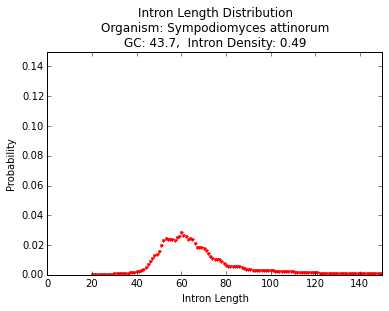 Intron Length Distribution
Organism: Sympodiomyces attinorum
GC: 43.7,  Intron Density: 0.49
0.14
0.12
0.10
0.08
0.06
0.04
0.02
0.00
Probability
0 20 40 60 80 100 120 140
Intron Length